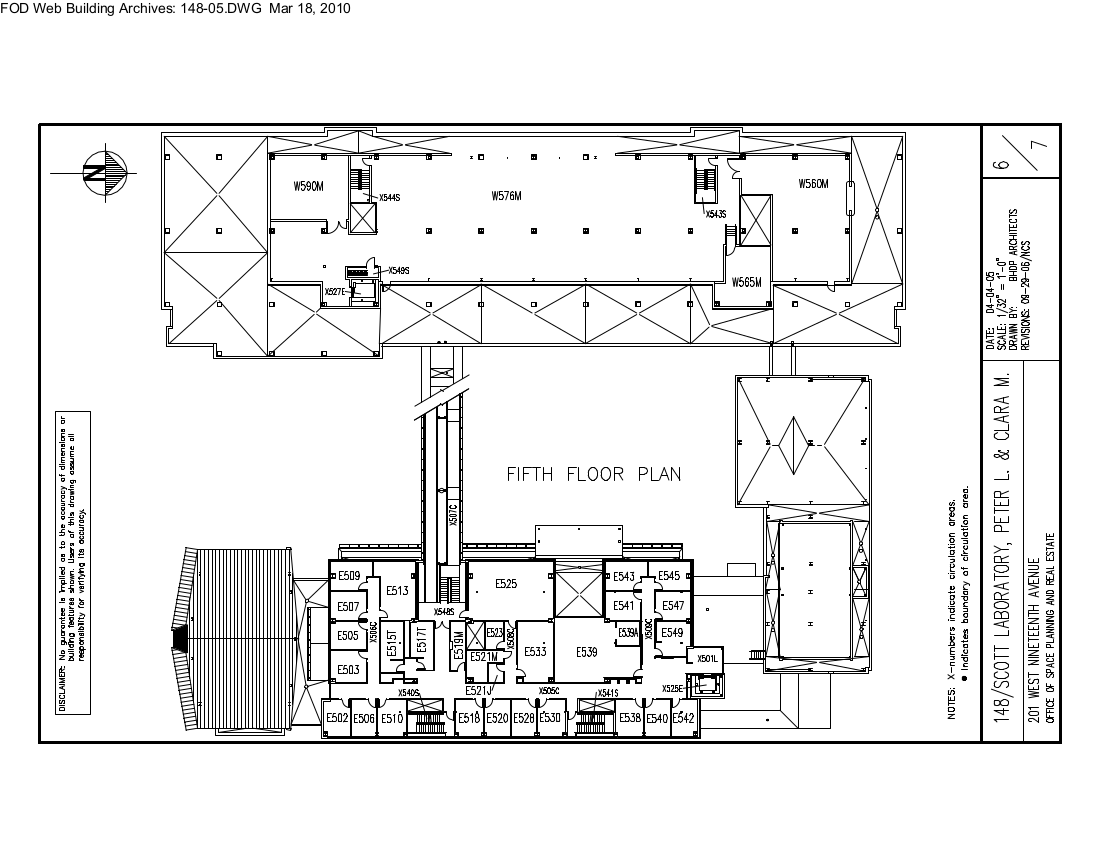 FOD Web Building Archives: 148-05.DWG Mar 18, 2010
N
W590M
X544S
W576M
X543S
W560M
X549S
X527E
W565M
FIFTH FLOOR PLAN
X507C
E509
E513
E525
E543
E545
E507
X548S
E541
E547
E505
X506C
E515T
E517T
E519M
E523
X508C
E533
E539
E539A
X509C
E549
E503
E521M
E521J
X501L
X525E
X540S
X505C
X541S
E502
E506
E510
E518
E520
E528
E530
E538
E540
E542
DISCLAIMER: No guarantee is implied as to the accuracy of dimensions or
building features shown. Users of this drawing assume all
responsibility for verifying its accuracy.
NOTES: X-numbers indicate circulation areas.
● Indicates boundary of circulation area.
6/7
DATE: 04-04-05
SCALE: 1/32" = 1'-0"
DRAWN BY: BHDP ARCHITECTS
REVISIONS: 09-29-06/NCS
148/SCOTT LABORATORY, PETER L. & CLARA M.
201 WEST NINETEENTH AVENUE
OFFICE OF SPACE PLANNING AND REAL ESTATE